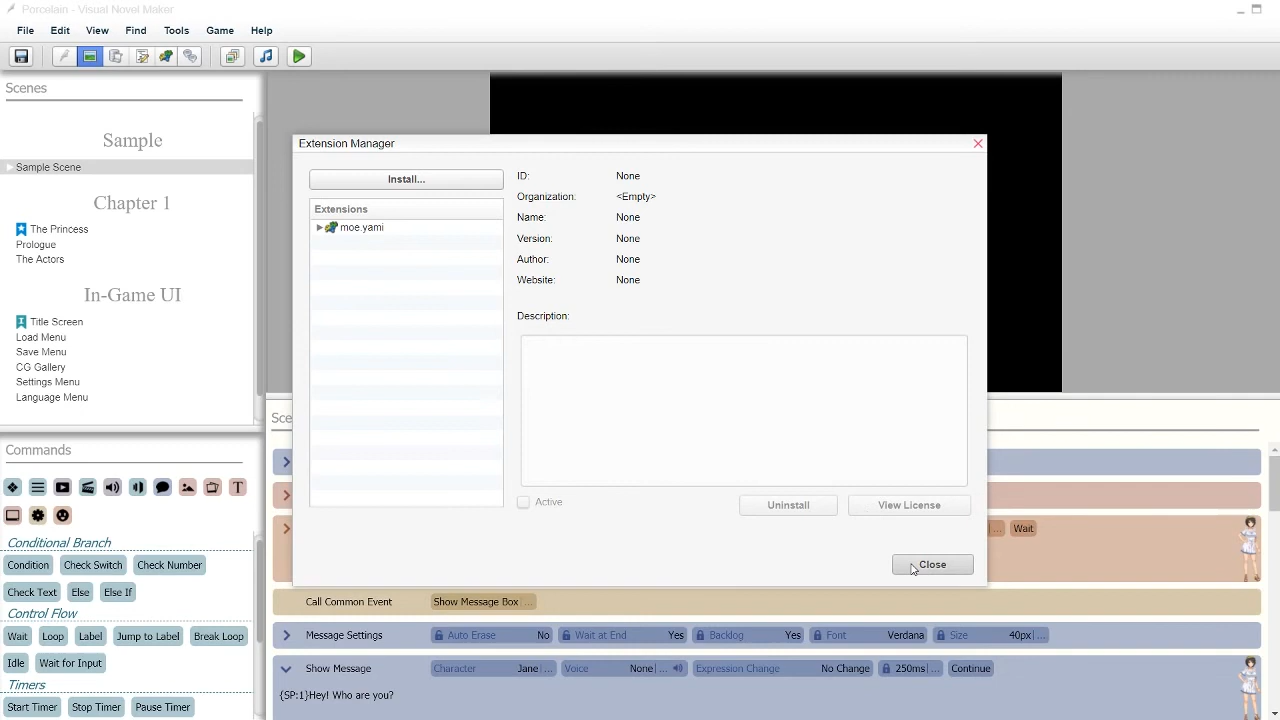 Porcelain - Visual Novel Maker
File Edit View Find Tools Game Help
Scenes
Sample
Sample Scene
Chapter 1
The Princess
Prologue
The Actors
In-Game UI
Title Screen
Load Menu
Save Menu
CG Gallery
Settings Menu
Language Menu
Commands
T
Conditional Branch
Condition Check Switch Check Number
Check Text Else Else If
Control Flow
Wait Loop Label Jump to Label Break Loop
Idle Wait for Input
Timers
Start Timer Stop Timer Pause Timer
Extension Manager
Install...
Extensions
moe.yami
ID: None
Organization: <Empty>
Name: None
Version: None
Author: None
Website: None
Description:
Active Uninstall View License
Close
Sce
... Wait
Call Common Event Show Message Box ...
Message Settings Auto Erase No Wait at End Yes Backlog Yes Font Verdana Size 40px ...
Show Message Character Jane ... Voice None ... Expression Change No Change 250ms ... Continue
{SP:1}Hey! Who are you?